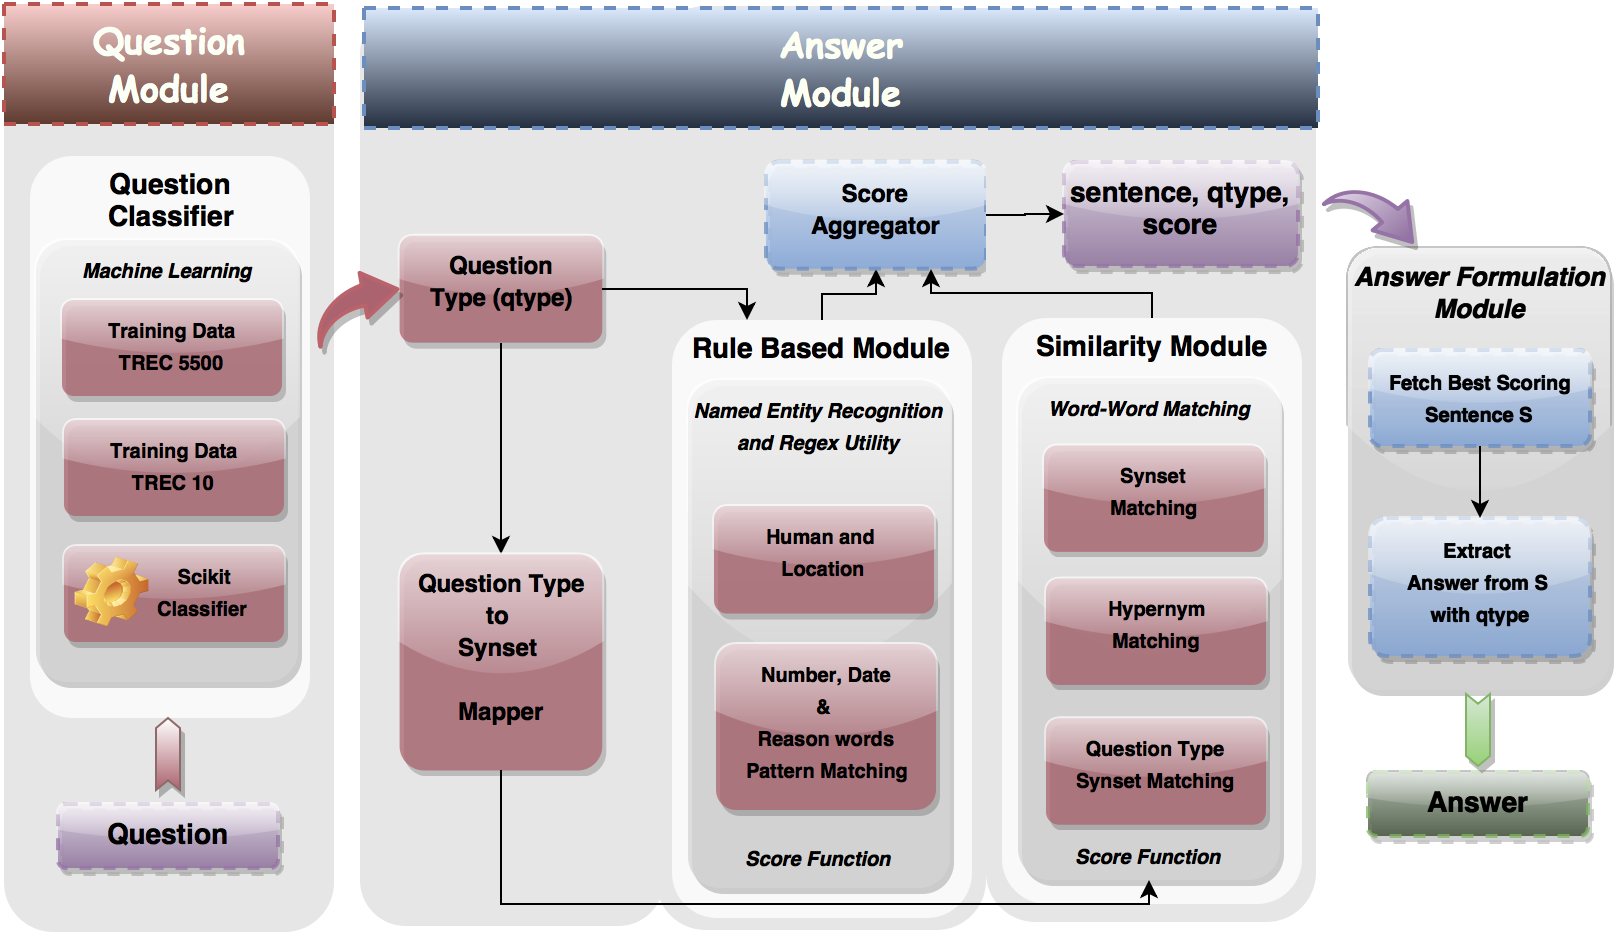 Question
Module
Question
Classifier
Machine Learning
Training Data
TREC 5500
Training Data
TREC 10
Scikit
Classifier
Question
Answer
Module
Question
Type (qtype)
Question Type
to
Synset
Mapper
Score
Aggregator
sentence, qtype,
score
Rule Based Module
Named Entity Recognition
and Regex Utility
Human and
Location
Number, Date
&
Reason words
Pattern Matching
Score Function
Similarity Module
Word-Word Matching
Synset
Matching
Hypernym
Matching
Question Type
Synset Matching
Score Function
Answer Formulation
Module
Fetch Best Scoring
Sentence S
Extract
Answer from S
with qtype
Answer